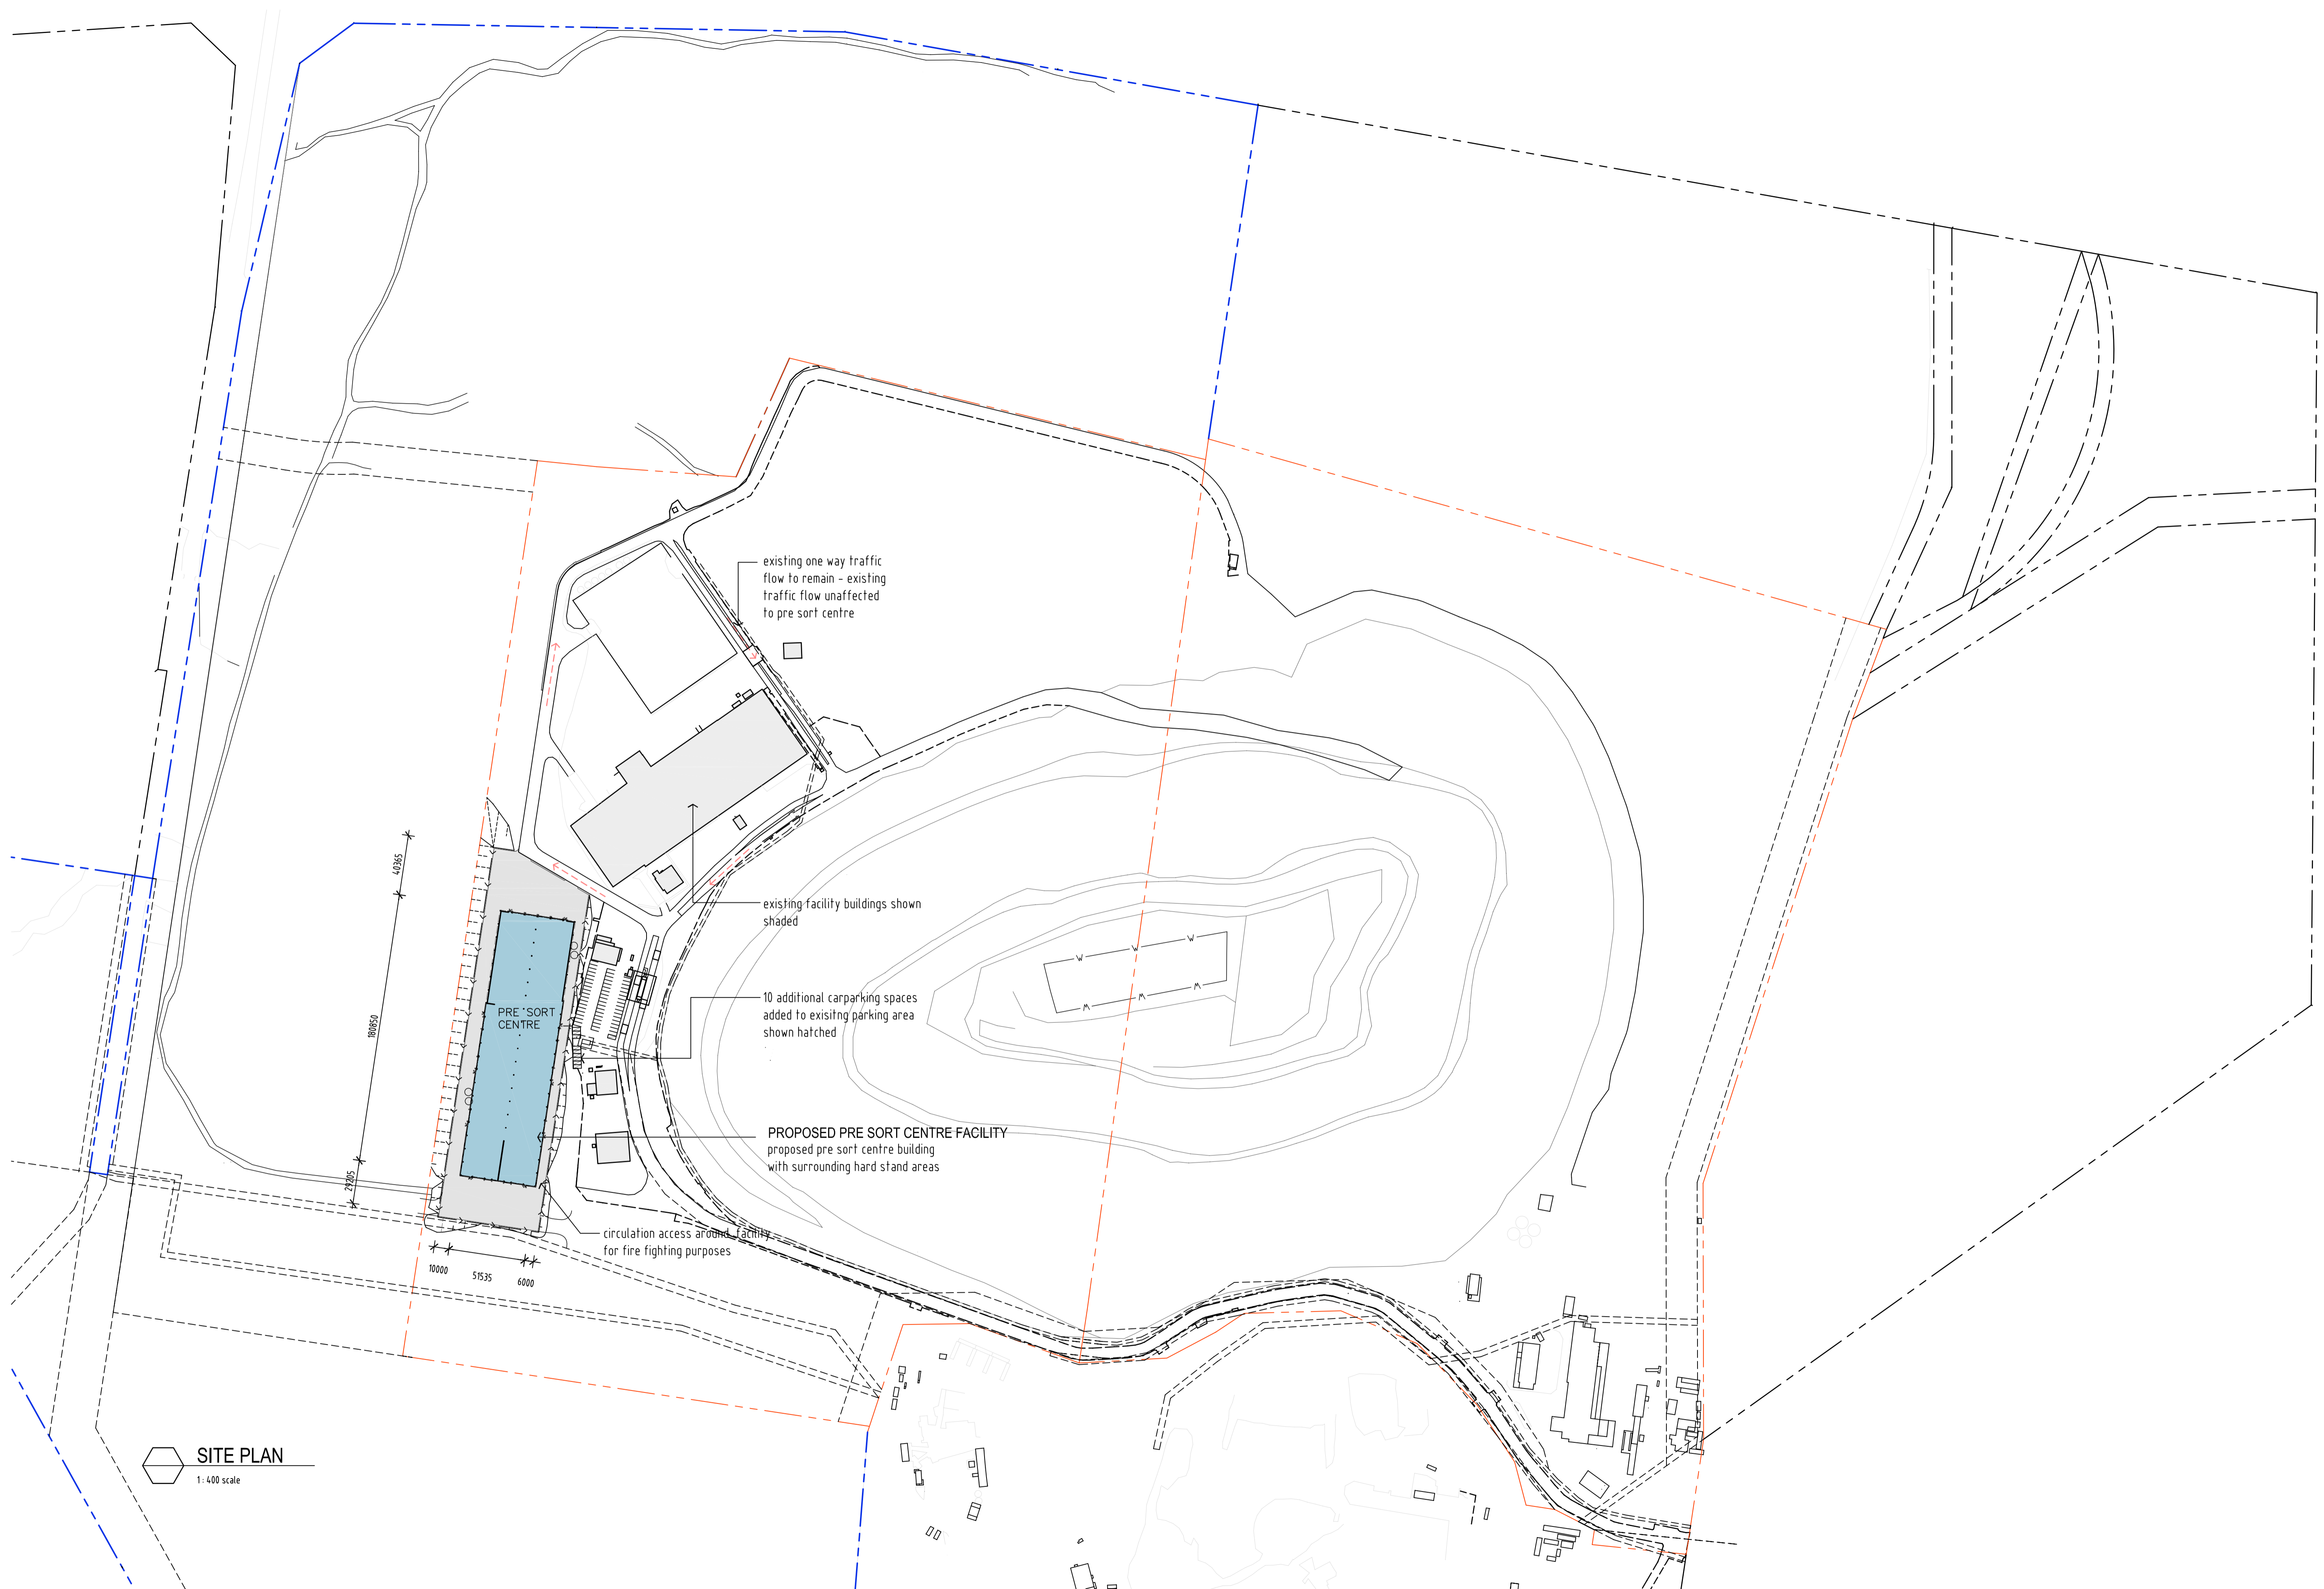 existing one way traffic
flow to remain - existing
traffic flow unaffected
to pre sort centre
existing facility buildings shown
shaded
10 additional carparking spaces
added to exisitng parking area
shown hatched
PRE SORT
CENTRE
PROPOSED PRE SORT CENTRE FACILITY
proposed pre sort centre building
with surrounding hard stand areas
circulation access around facility
for fire fighting purposes
40365
180850
29205
10000
51535
6000
W
W
W
M
M
M
SITE PLAN
1 : 400 scale